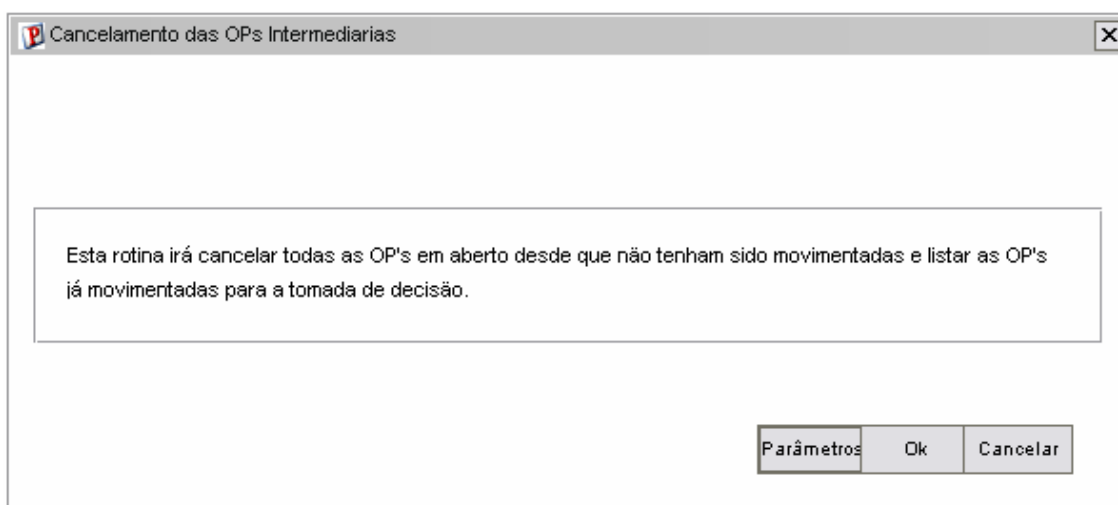 Cancelamento das OPs Intermediarias
Esta rotina irá cancelar todas as OP's em aberto desde que não tenham sido movimentadas e listar as OP's
já movimentadas para a tomada de decisão.
Parâmetros Ok Cancelar